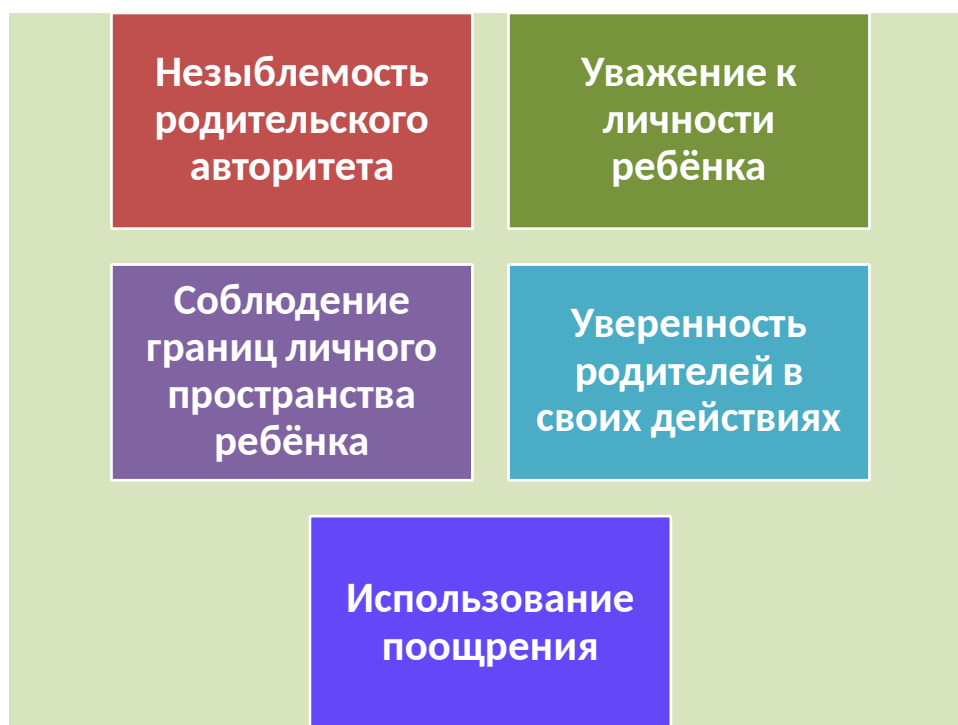 Незыблемость
родительского
авторитета
Уважение к
личности
ребёнка
Соблюдение
границ личного
пространства
ребёнка
Уверенность
родителей в
своих действиях
Использование
поощрения